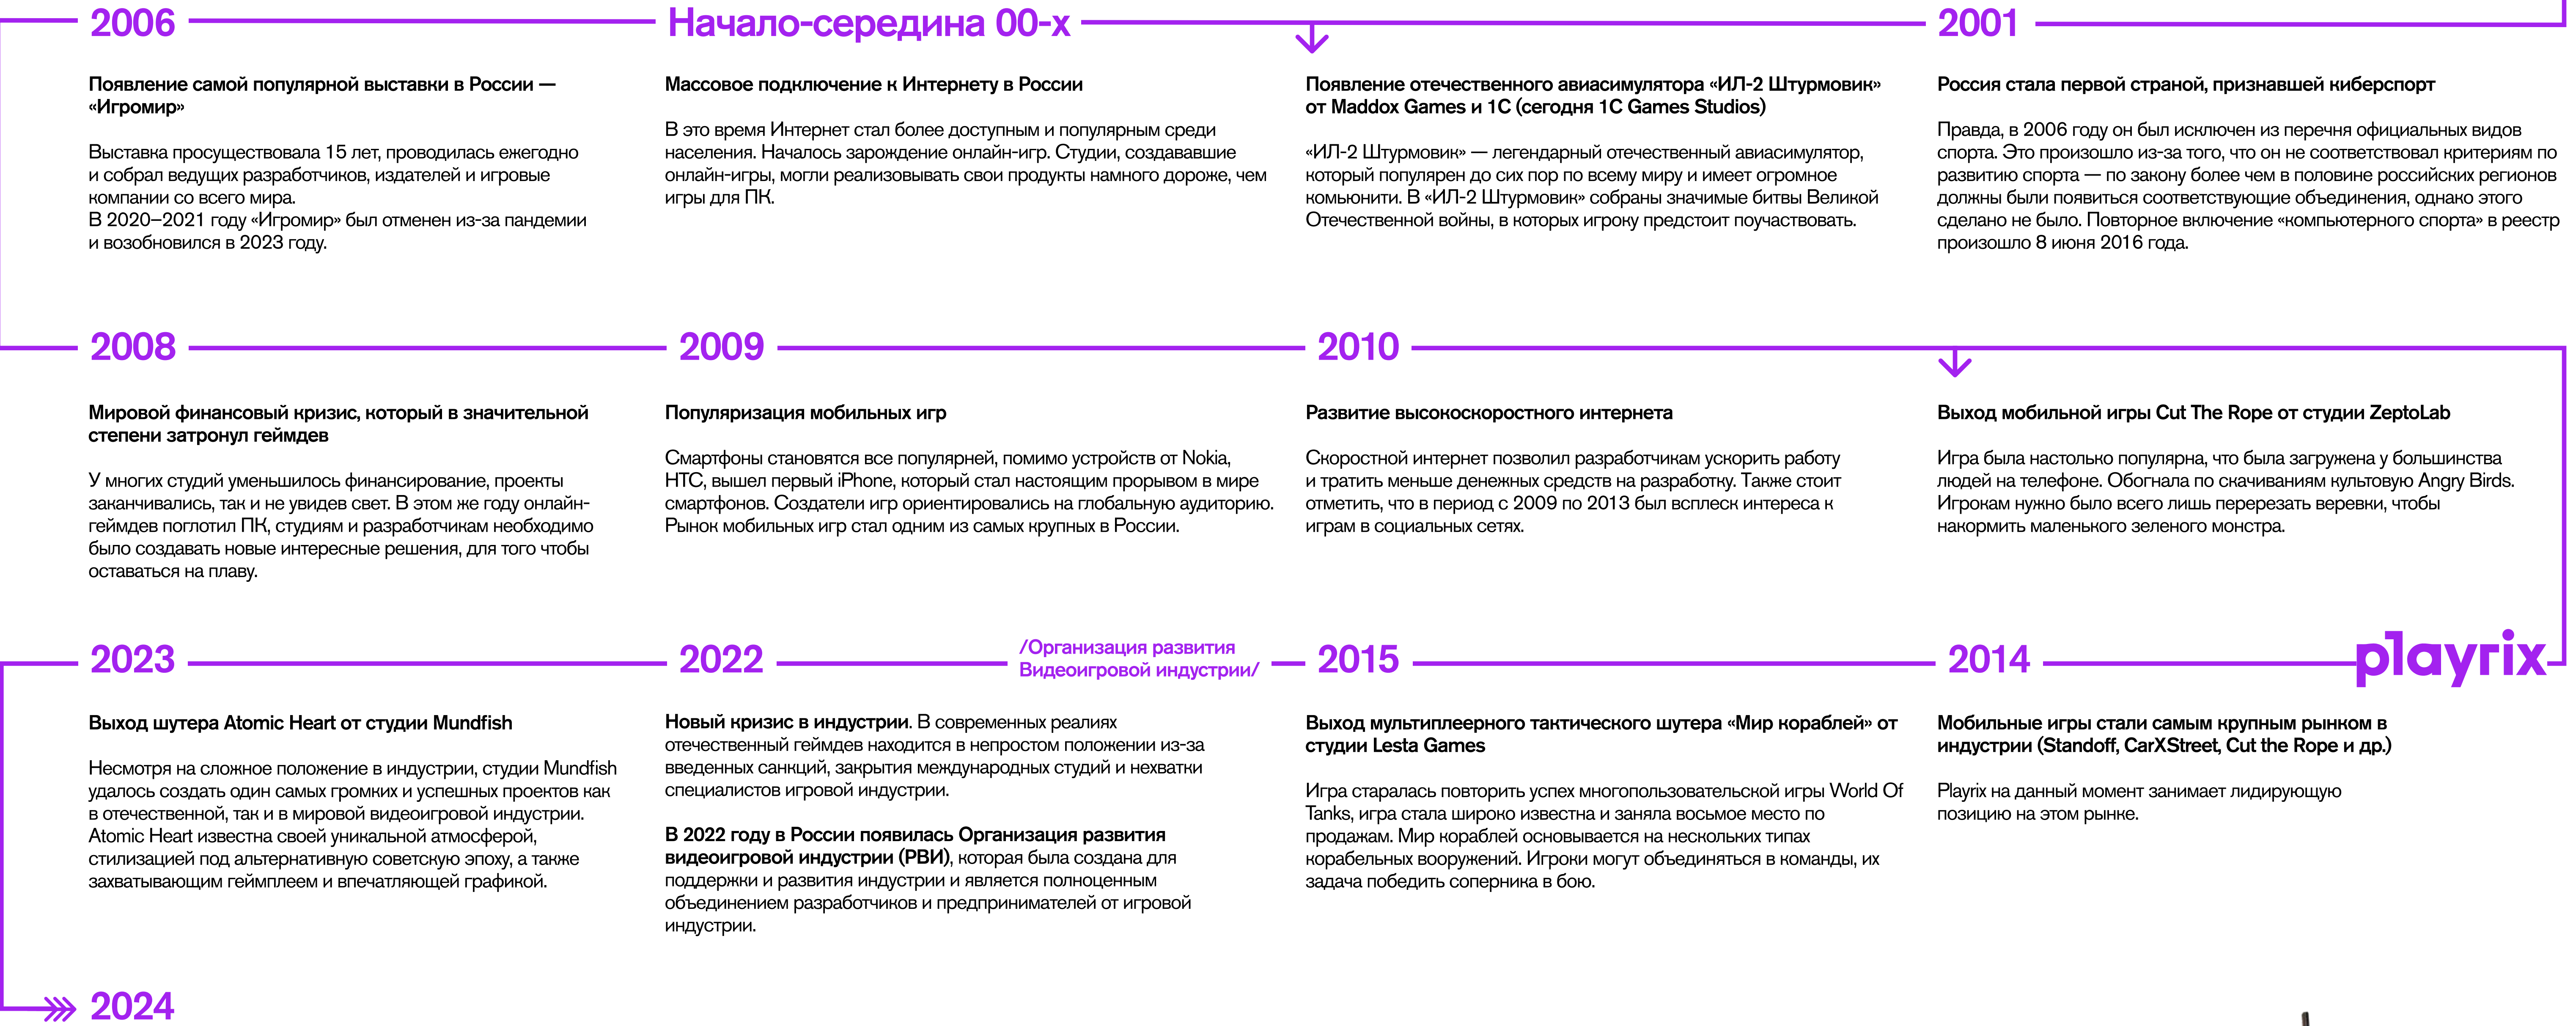 2006
Начало-середина 00-х
2001
Появление самой популярной выставки в России —
«Игромир»
Выставка просуществовала 15 лет, проводилась ежегодно
и собрал ведущих разработчиков, издателей и игровые
компании со всего мира.
В 2020–2021 году «Игромир» был отменен из-за пандемии
и возобновился в 2023 году.
Массовое подключение к Интернету в России
В это время Интернет стал более доступным и популярным среди
населения. Началось зарождение онлайн-игр. Студии, создававшие
онлайн-игры, могли реализовывать свои продукты намного дороже, чем
игры для ПК.
Появление отечественного авиасимулятора «ИЛ-2 Штурмовик»
от Maddox Games и 1С (сегодня 1С Games Studios)
«ИЛ-2 Штурмовик» — легендарный отечественный авиасимулятор,
который популярен до сих пор по всему миру и имеет огромное
комьюнити. В «ИЛ-2 Штурмовик» собраны значимые битвы Великой
Отечественной войны, в которых игроку предстоит поучаствовать.
Россия стала первой страной, признавшей киберспорт
Правда, в 2006 году он был исключен из перечня официальных видов
спорта. Это произошло из-за того, что он не соответствовал критериям по
развитию спорта — по закону более чем в половине российских регионов
должны были появиться соответствующие объединения, однако этого
сделано не было. Повторное включение «компьютерного спорта» в реестр
произошло 8 июня 2016 года.
2008
2009
2010
Мировой финансовый кризис, который в значительной
степени затронул геймдев
У многих студий уменьшилось финансирование, проекты
заканчивались, так и не увидев свет. В этом же году онлайн-
геймдев поглотил ПК, студиям и разработчикам необходимо
было создавать новые интересные решения, для того чтобы
оставаться на плаву.
Популяризация мобильных игр
Смартфоны становятся все популярней, помимо устройств от Nokia,
HTC, вышел первый iPhone, который стал настоящим прорывом в мире
смартфонов. Создатели игр ориентировались на глобальную аудиторию.
Рынок мобильных игр стал одним из самых крупных в России.
Развитие высокоскоростного интернета
Скоростной интернет позволил разработчикам ускорить работу
и тратить меньше денежных средств на разработку. Также стоит
отметить, что в период с 2009 по 2013 был всплеск интереса к
играм в социальных сетях.
Выход мобильной игры Cut The Rope от студии ZeptoLab
Игра была настолько популярна, что была загружена у большинства
людей на телефоне. Обогнала по скачиваниям культовую Angry Birds.
Игрокам нужно было всего лишь перерезать веревки, чтобы
накормить маленького зеленого монстра.
2023
2022
/Организация развития
Видеоигровой индустрии/
2015
2014
playrix
Выход шутера Atomic Heart от студии Mundfish
Несмотря на сложное положение в индустрии, студии Mundfish
удалось создать один самых громких и успешных проектов как
в отечественной, так и в мировой видеоигровой индустрии.
Atomic Heart известна своей уникальной атмосферой,
стилизацией под альтернативную советскую эпоху, а также
захватывающим геймплеем и впечатляющей графикой.
Новый кризис в индустрии. В современных реалиях
отечественный геймдев находится в непростом положении из-за
введенных санкций, закрытия международных студий и нехватки
специалистов игровой индустрии.
В 2022 году в России появилась Организация развития
видеоигровой индустрии (РВИ), которая была создана для
поддержки и развития индустрии и является полноценным
объединением разработчиков и предпринимателей от игровой
индустрии.
Выход мультиплеерного тактического шутера «Мир кораблей» от
студии Lesta Games
Игра старалась повторить успех многопользовательской игры World Of
Tanks, игра стала широко известна и заняла восьмое место по
продажам. Мир кораблей основывается на нескольких типах
корабельных вооружений. Игроки могут объединяться в команды, их
задача победить соперника в бою.
Мобильные игры стали самым крупным рынком в
индустрии (Standoff, CarXStreet, Cut the Rope и др.)
Playrix на данный момент занимает лидирующую
позицию на этом рынке.
2024